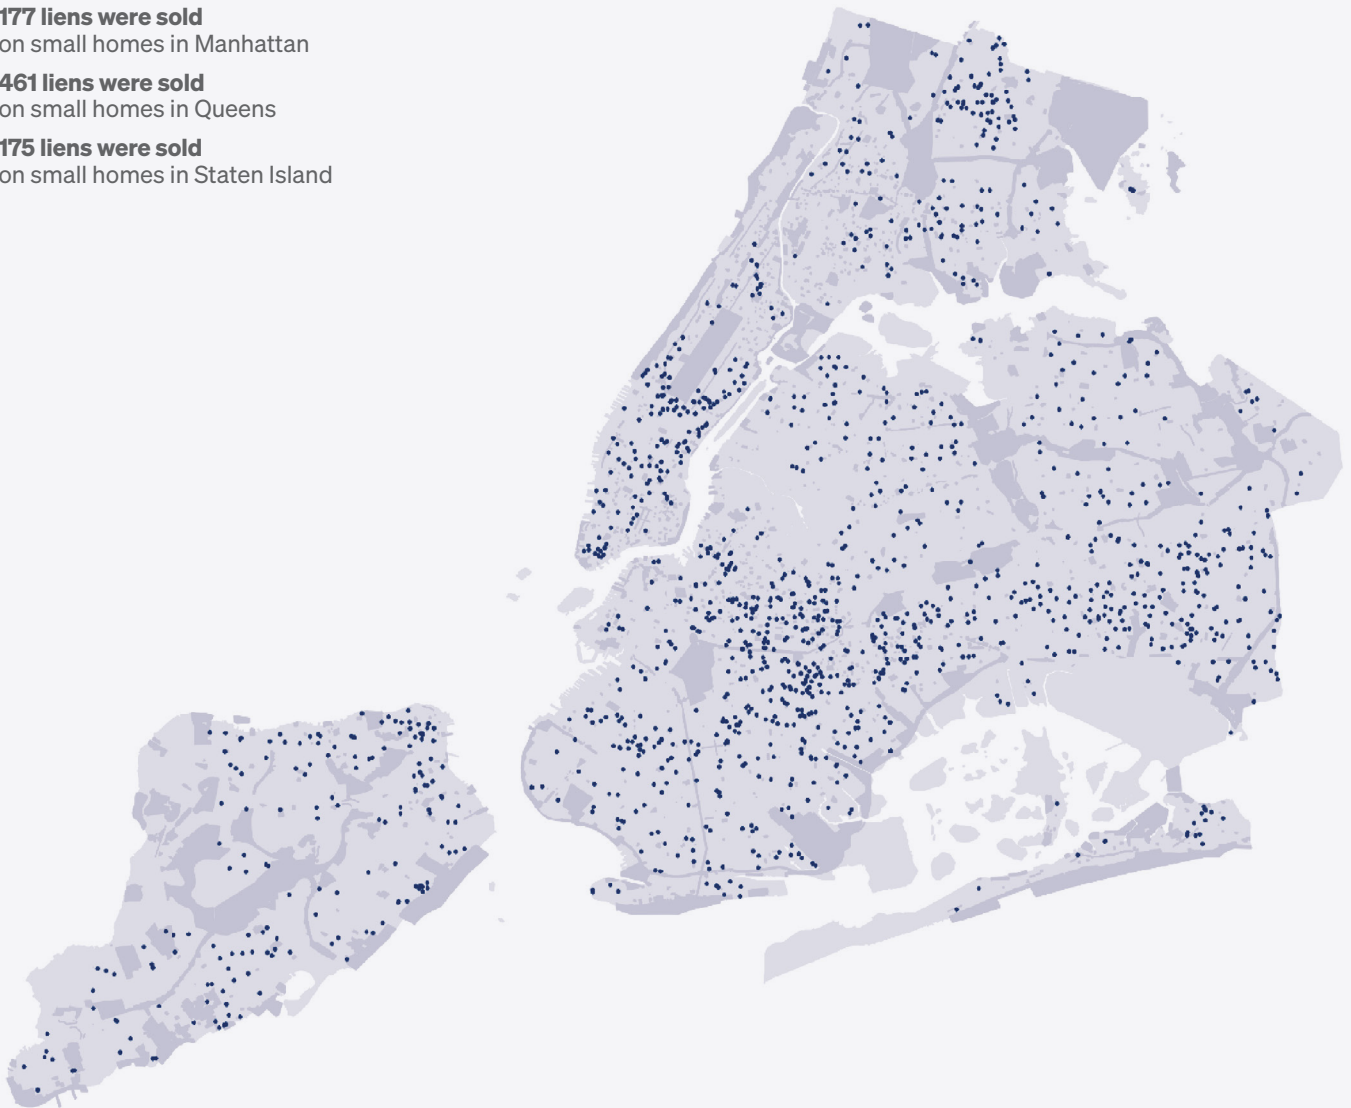 177 liens were sold
on small homes in Manhattan
461 liens were sold
on small homes in Queens
175 liens were sold
on small homes in Staten Island